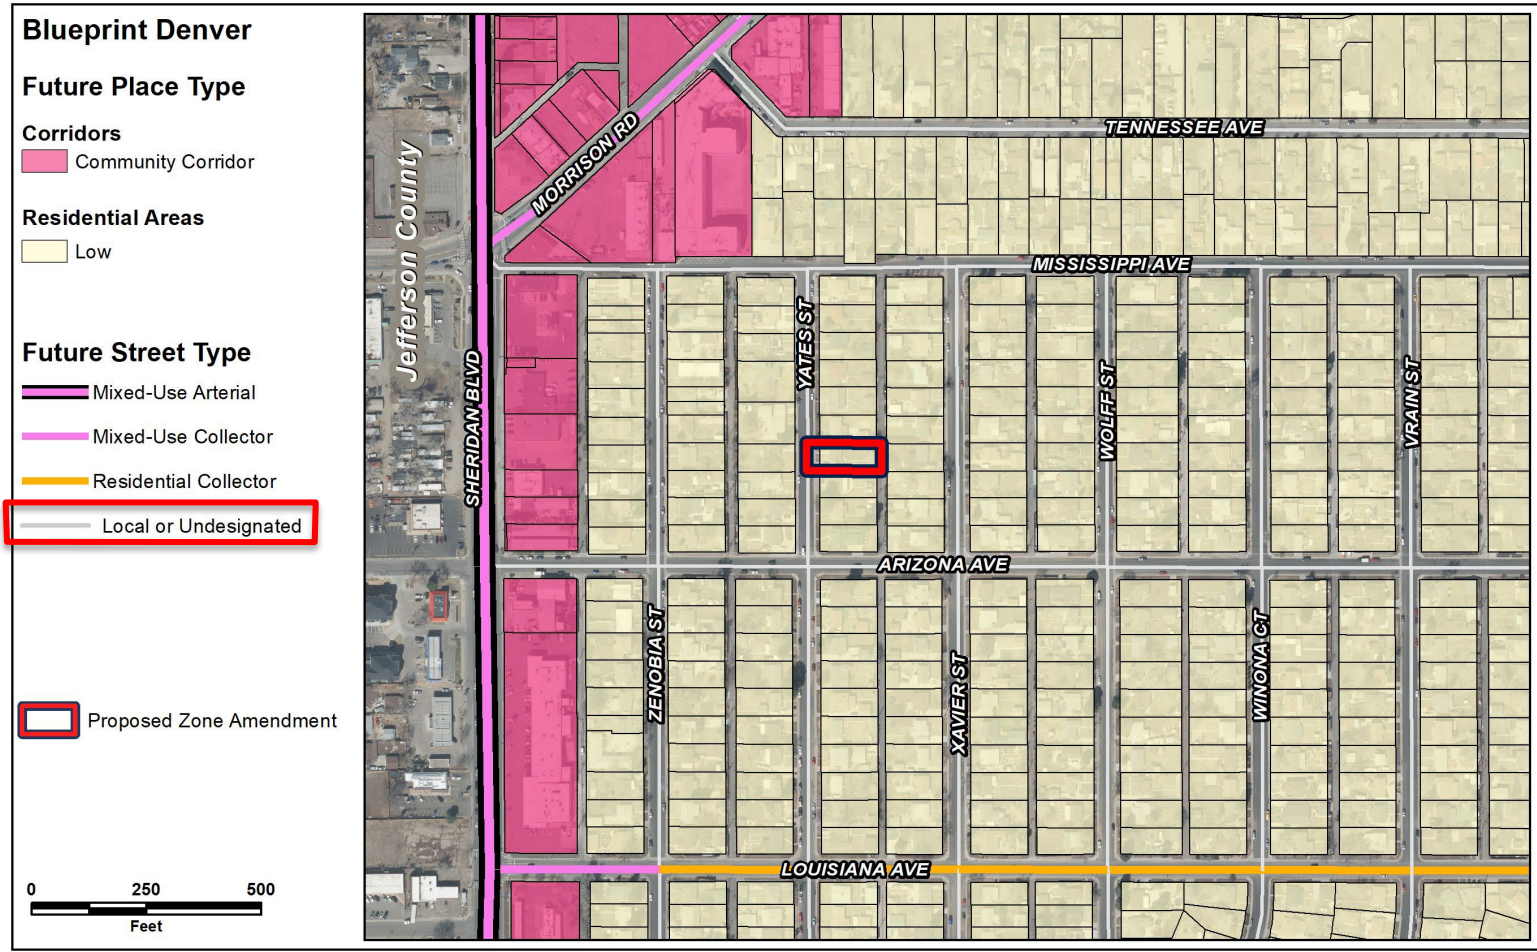 Blueprint Denver
Future Place Type
Corridors
Community Corridor
Residential Areas
Low
Future Street Type
Mixed-Use Arterial
Mixed-Use Collector
Residential Collector
Local or Undesignated
Proposed Zone Amendment
0 250 500
Feet
Jefferson County
SHERIDAN BLVD
MORRISON RD
TENNESSEE AVE
MISSISSIPPI AVE
YATES ST
WOLFF ST
VRAIN ST
ARIZONA AVE
ZENOBIA ST
XAVIER ST
WINONA CT
LOUISIANA AVE